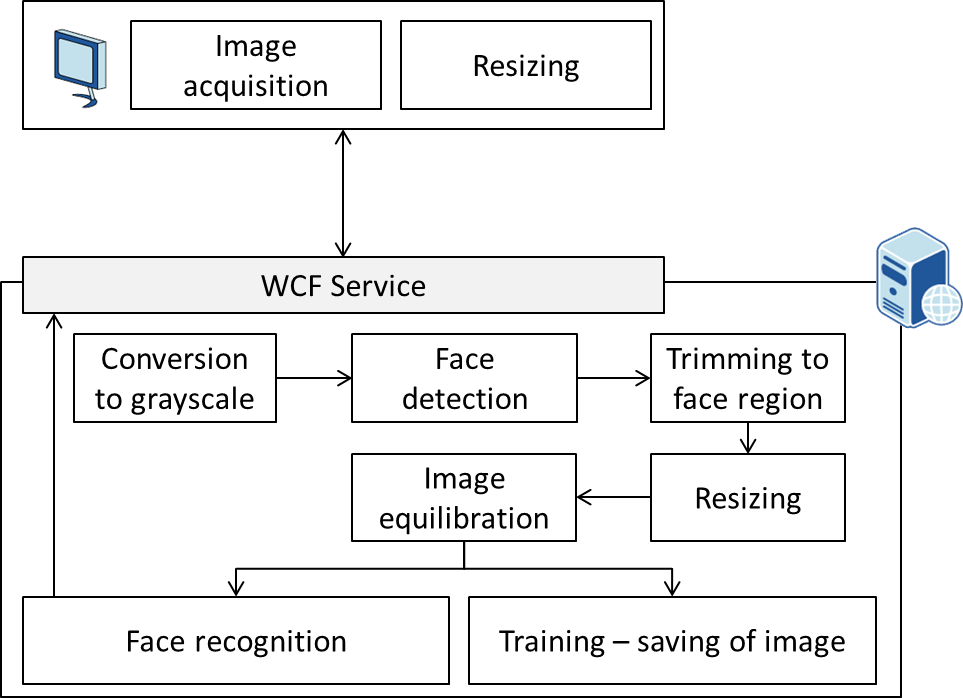 Image
acquisition
Resizing
WCF Service
Conversion
to grayscale
Face
detection
Trimming to
face region
Image
equilibration
Resizing
Face recognition
Training – saving of image